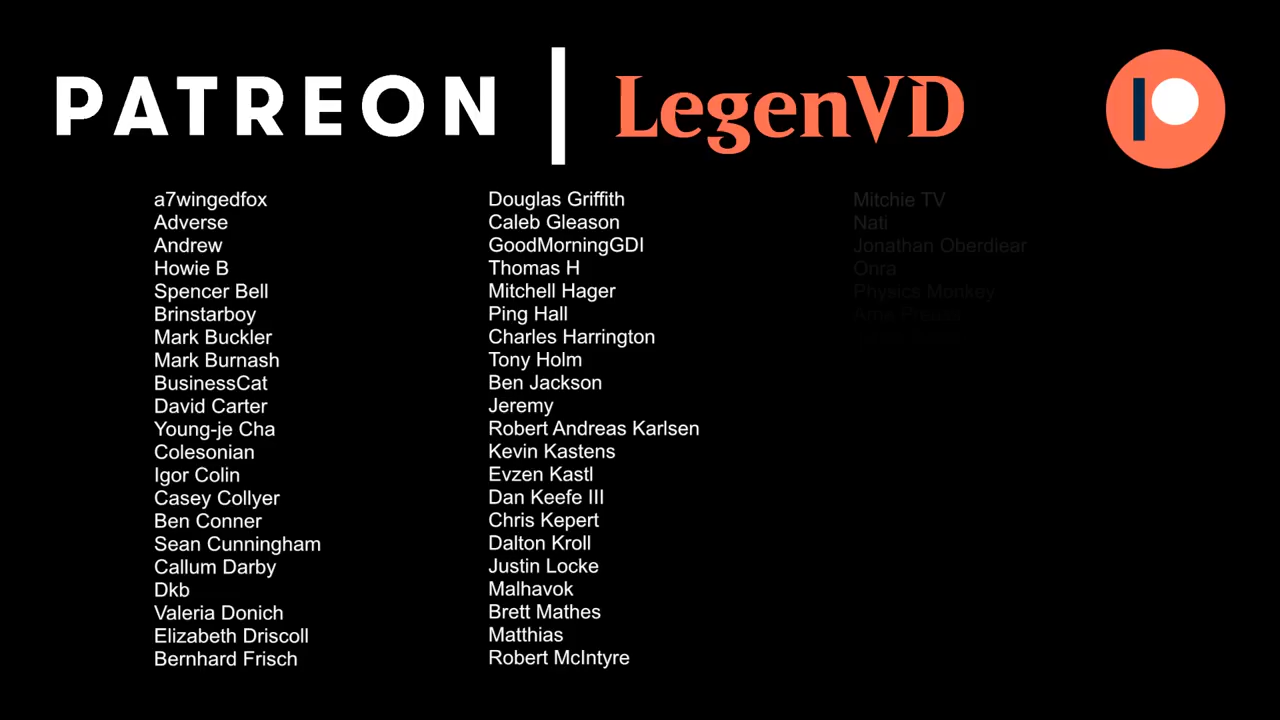 PATREON | LegenVD
a7wingedfox
Adverse
Andrew
Howie B
Spencer Bell
Brinstarboy
Mark Buckler
Mark Burnash
BusinessCat
David Carter
Young-je Cha
Colesonian
Igor Colin
Casey Collyer
Ben Conner
Sean Cunningham
Callum Darby
Dkb
Valeria Donich
Elizabeth Driscoll
Bernhard Frisch
Douglas Griffith
Caleb Gleason
GoodMorningGDI
Thomas H
Mitchell Hager
Ping Hall
Charles Harrington
Tony Holm
Ben Jackson
Jeremy
Robert Andreas Karlsen
Kevin Kastens
Evzen Kastl
Dan Keefe III
Chris Kepert
Dalton Kroll
Justin Locke
Malhavok
Brett Mathes
Matthias
Robert McIntyre
Mitchie TV
Nati
Jonathan Oberdiear
Onra
Physics Monkey